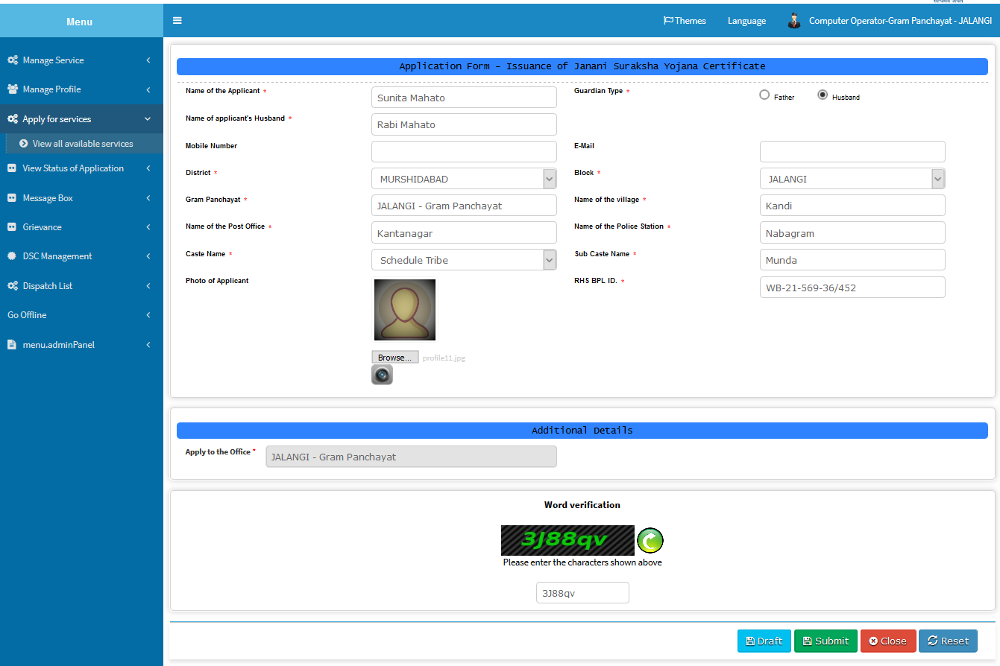 Menu
Themes Language Computer Operator-Gram Panchayat - JALANGI
Manage Service
Manage Profile
Apply for services
View all available services
View Status of Application
Message Box
Grievance
DSC Management
Dispatch List
Go Offline
menu.adminPanel
Application Form - Issuance of Janani Suraksha Yojana Certificate
Name of the Applicant * Sunita Mahato Guardian Type * Father Husband
Name of applicant's Husband * Rabi Mahato
Mobile Number E-Mail
District * MURSHIDABAD Block * JALANGI
Gram Panchayat * JALANGI - Gram Panchayat Name of the village * Kandi
Name of the Post Office * Kantanagar Name of the Police Station * Nabagram
Caste Name * Schedule Tribe Sub Caste Name * Munda
Photo of Applicant RHS BPL ID. * WB-21-569-36/452
Browse... profile11.jpg
Additional Details
Apply to the Office * JALANGI - Gram Panchayat
Word verification
3J88qv
Please enter the characters shown above
3J88qv
Draft Submit Close Reset